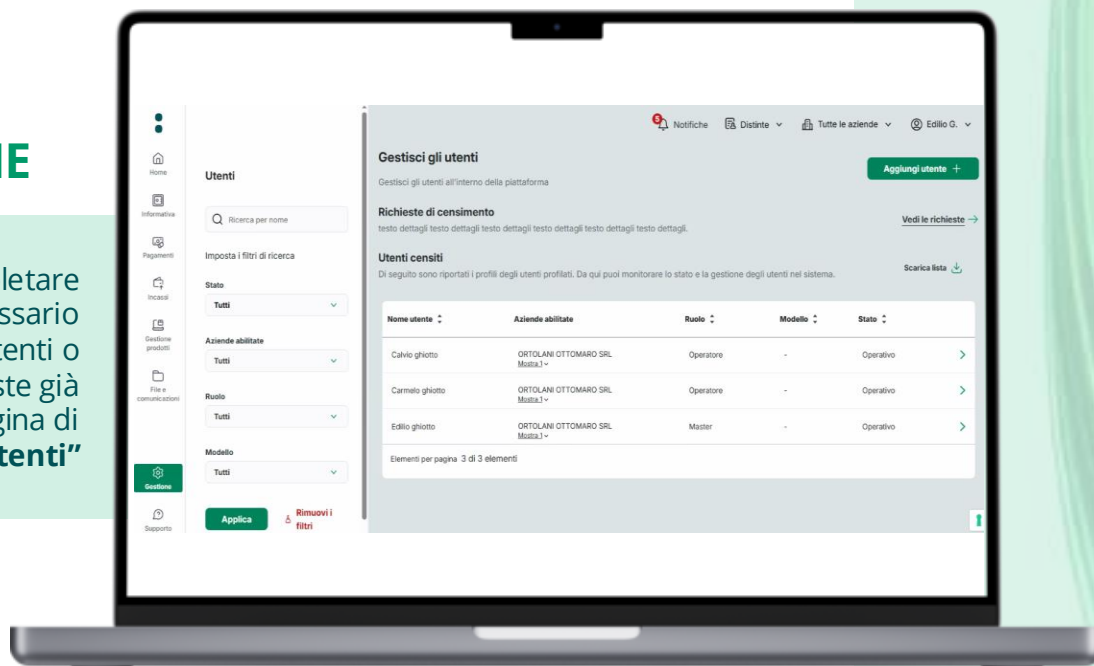 IE
letare
ssario
tenti o
ste già
gina di
tenti”
Home
Informativa
Pagamenti
Incassi
Gestione
prodotti
File e
comunicazioni
Gestione
Supporto
Utenti
Ricerca per nome
Imposta i filtri di ricerca
Stato
Tutti
Aziende abilitate
Tutti
Ruolo
Tutti
Modello
Tutti
Applica
Rimuovi i
filtri
5 Notifiche Distinte Tutte le aziende Edilio G.
Gestisci gli utenti
Gestisci gli utenti all'interno della piattaforma
Aggiungi utente +
Richieste di censimento
testo dettagli testo dettagli testo dettagli testo dettagli testo dettagli testo dettagli.
Vedi le richieste →
Utenti censiti
Di seguito sono riportati i profili degli utenti profilati. Da qui puoi monitorare lo stato e la gestione degli utenti nel sistema.
Scarica lista
Nome utente Aziende abilitate Ruolo Modello Stato
Calvio ghiotto ORTOLANI OTTOMARO SRL Operatore - Operativo
Mostra 1
Carmelo ghiotto ORTOLANI OTTOMARO SRL Operatore - Operativo
Mostra 1
Edilio ghiotto ORTOLANI OTTOMARO SRL Master - Operativo
Mostra 1
Elementi per pagina 3 di 3 elementi